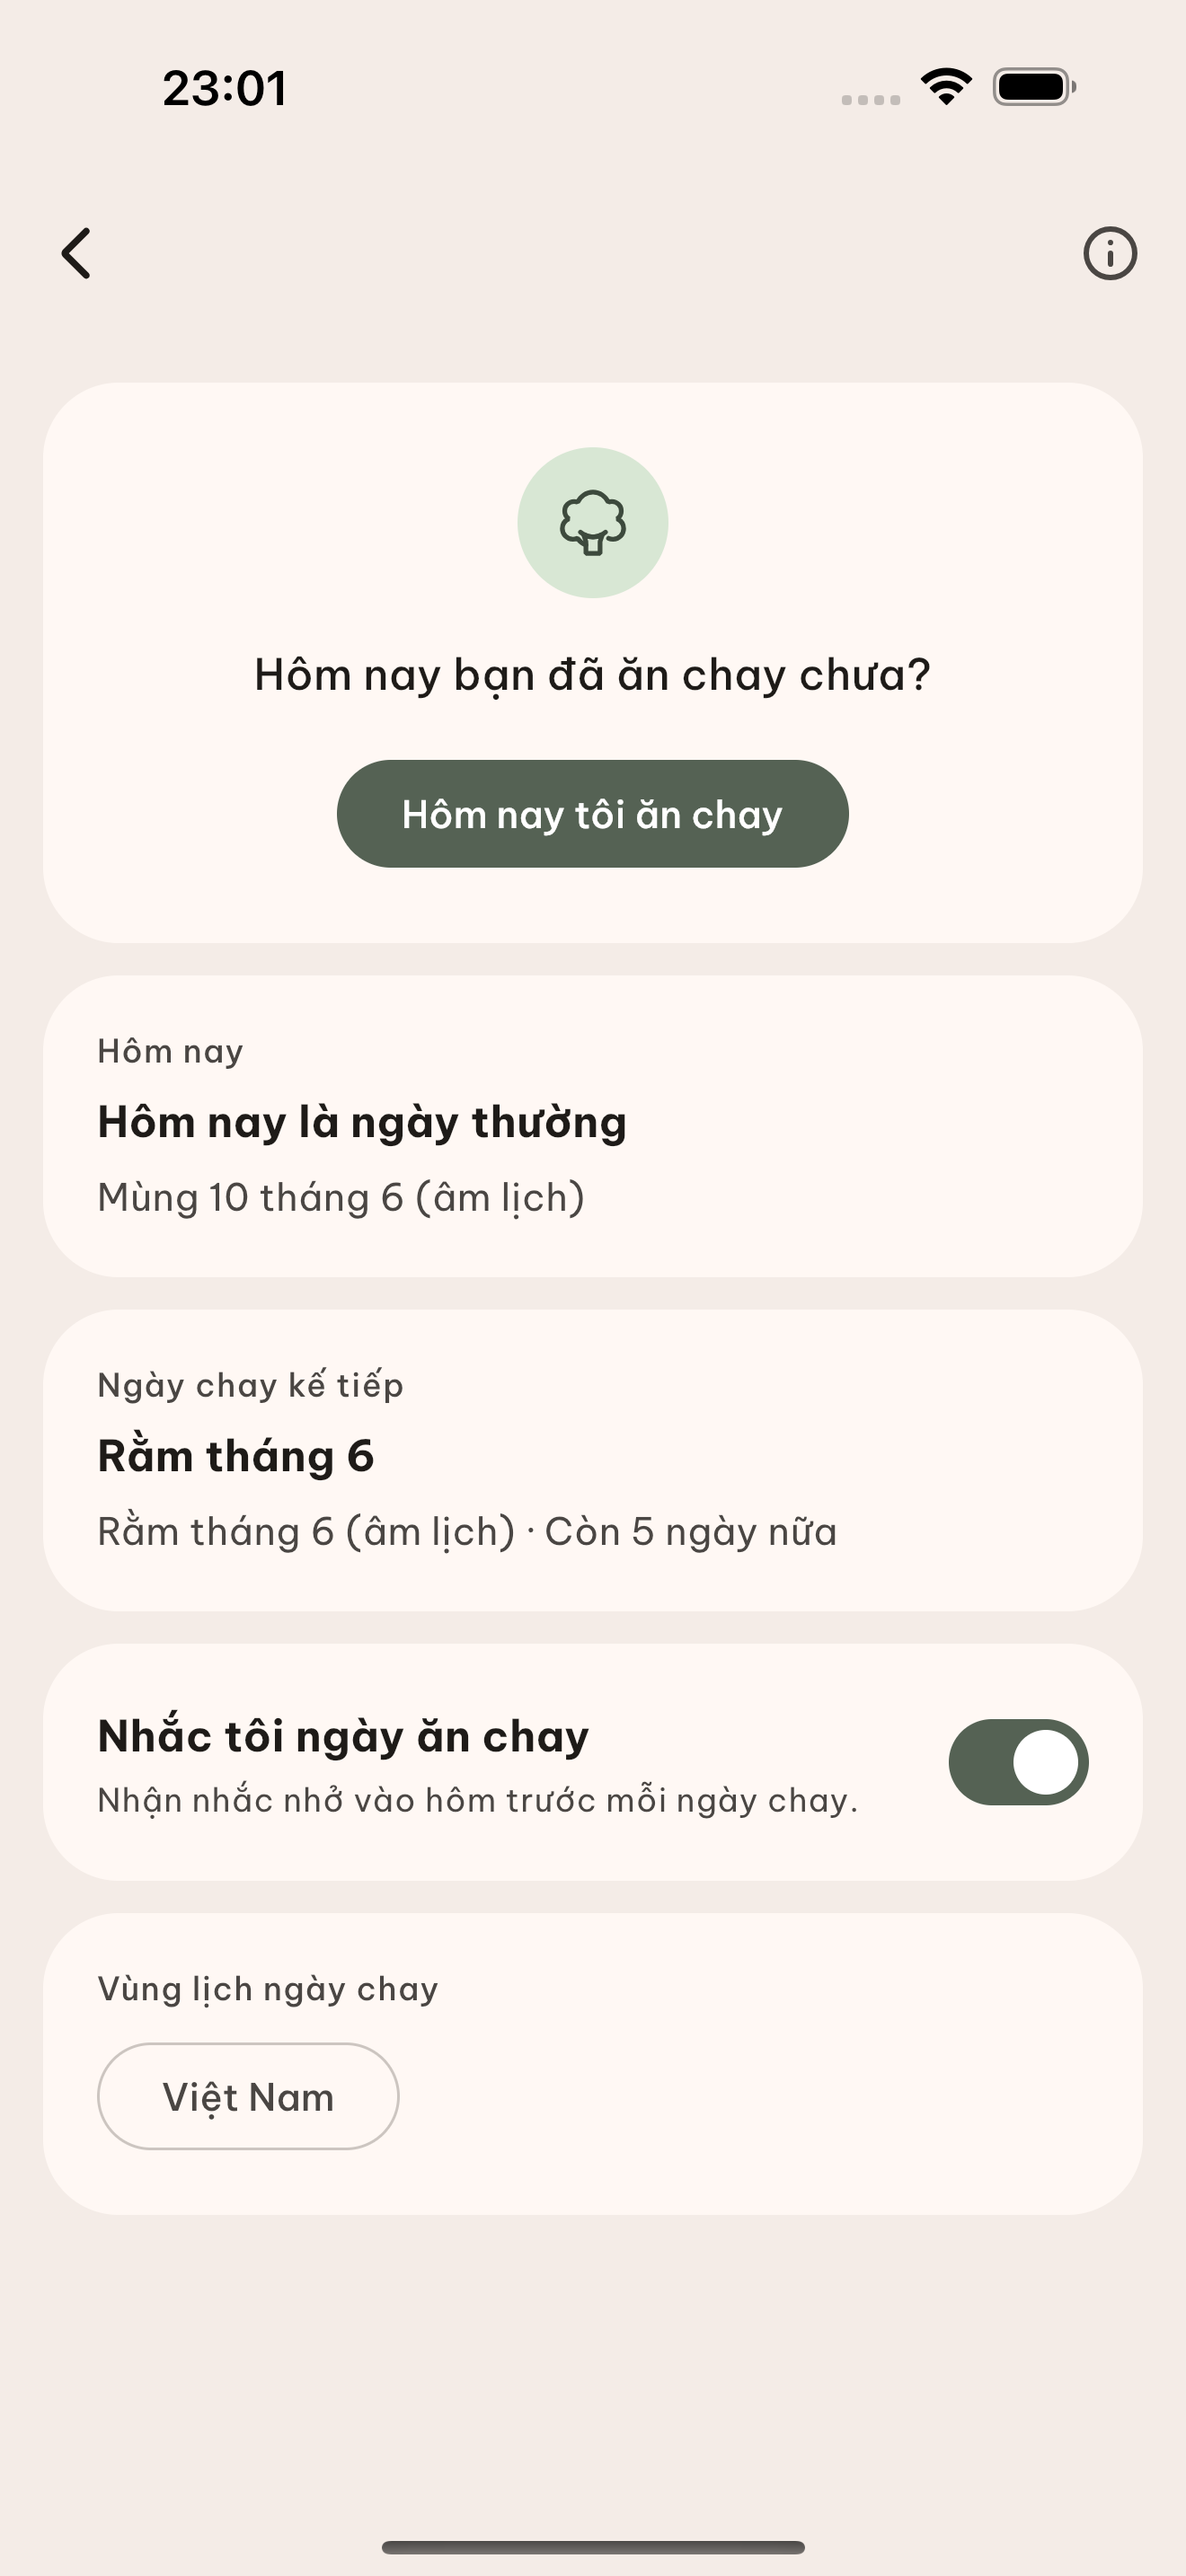 23:01
Hôm nay bạn đã ăn chay chưa?
Hôm nay tôi ăn chay
Hôm nay
Hôm nay là ngày thường
Mùng 10 tháng 6 (âm lịch)
Ngày chay kế tiếp
Rằm tháng 6
Rằm tháng 6 (âm lịch) · Còn 5 ngày nữa
Nhắc tôi ngày ăn chay
Nhận nhắc nhở vào hôm trước mỗi ngày chay.
Vùng lịch ngày chay
Việt Nam